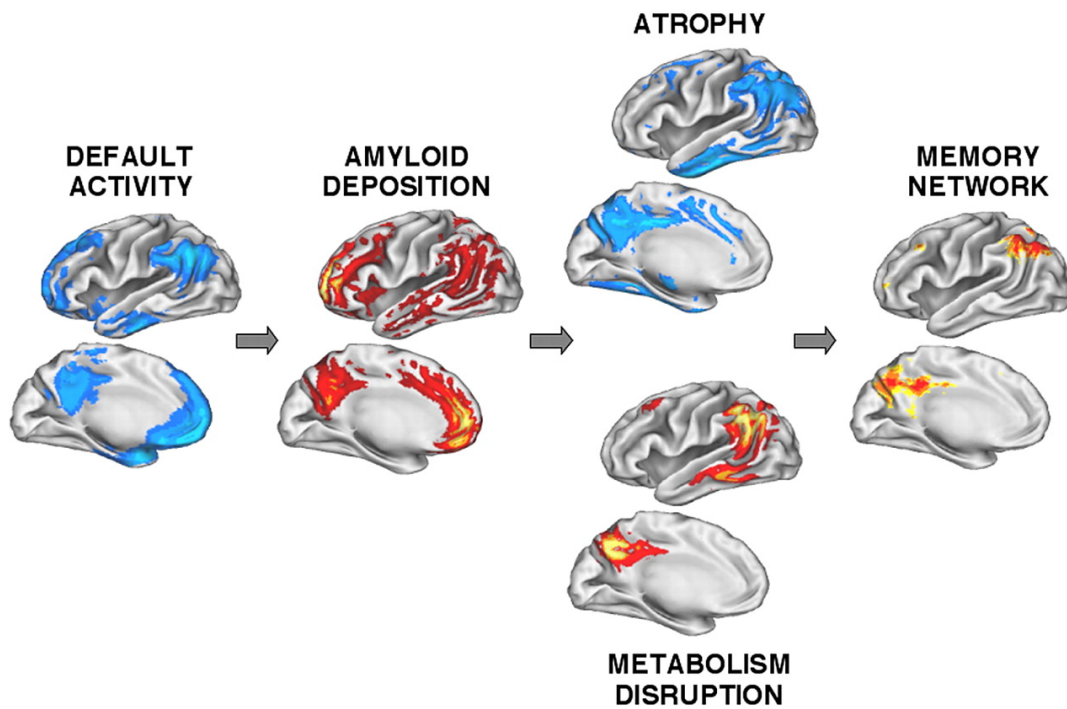 DEFAULT
ACTIVITY
AMYLOID
DEPOSITION
ATROPHY
METABOLISM
DISRUPTION
MEMORY
NETWORK